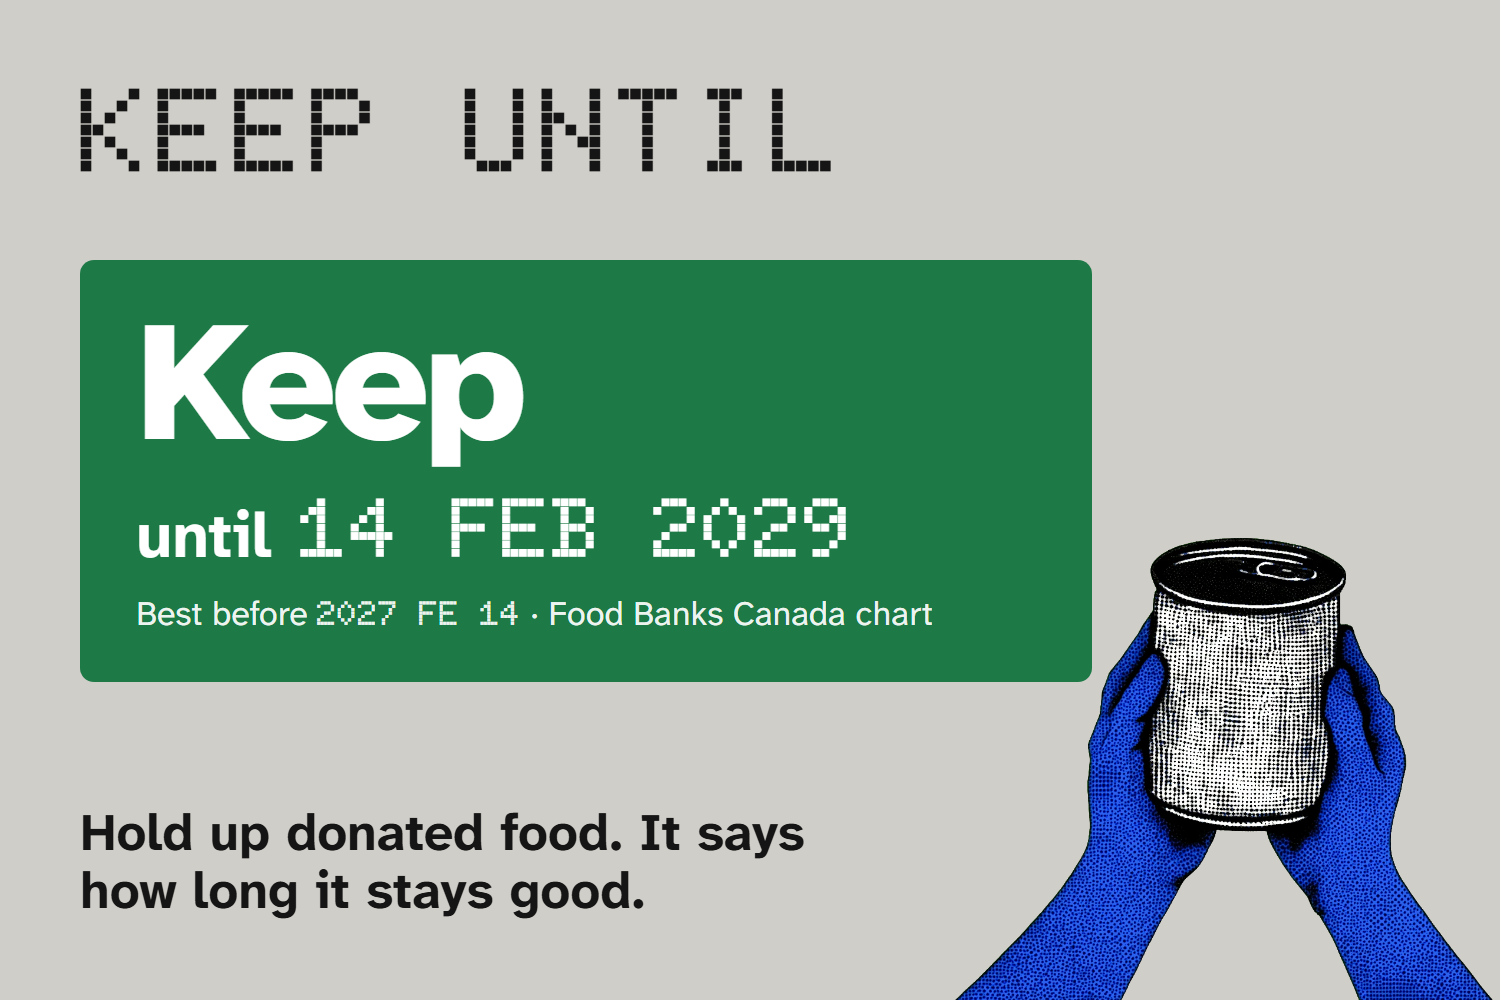 KEEP UNTIL
Keep
until 14 FEB 2029
Best before 2027 FE 14 · Food Banks Canada chart
Hold up donated food. It says
how long it stays good.